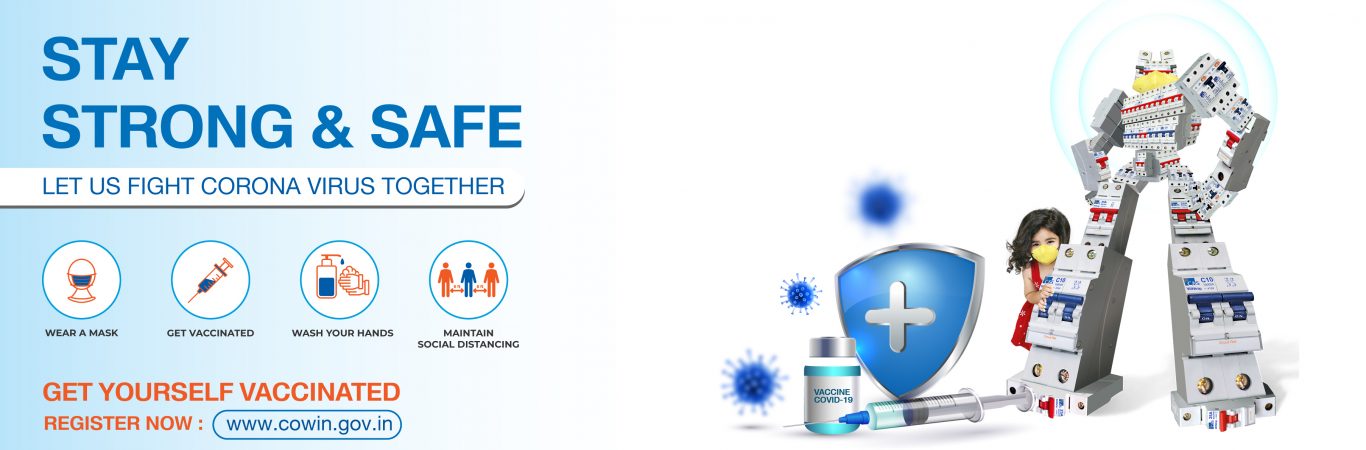 STAY
STRONG & SAFE
LET US FIGHT CORONA VIRUS TOGETHER
WEAR A MASK
GET VACCINATED
WASH YOUR HANDS
MAINTAIN
SOCIAL DISTANCING
GET YOURSELF VACCINATED
REGISTER NOW :
www.cowin.gov.in
VACCINE
COVID-19
C10
C10